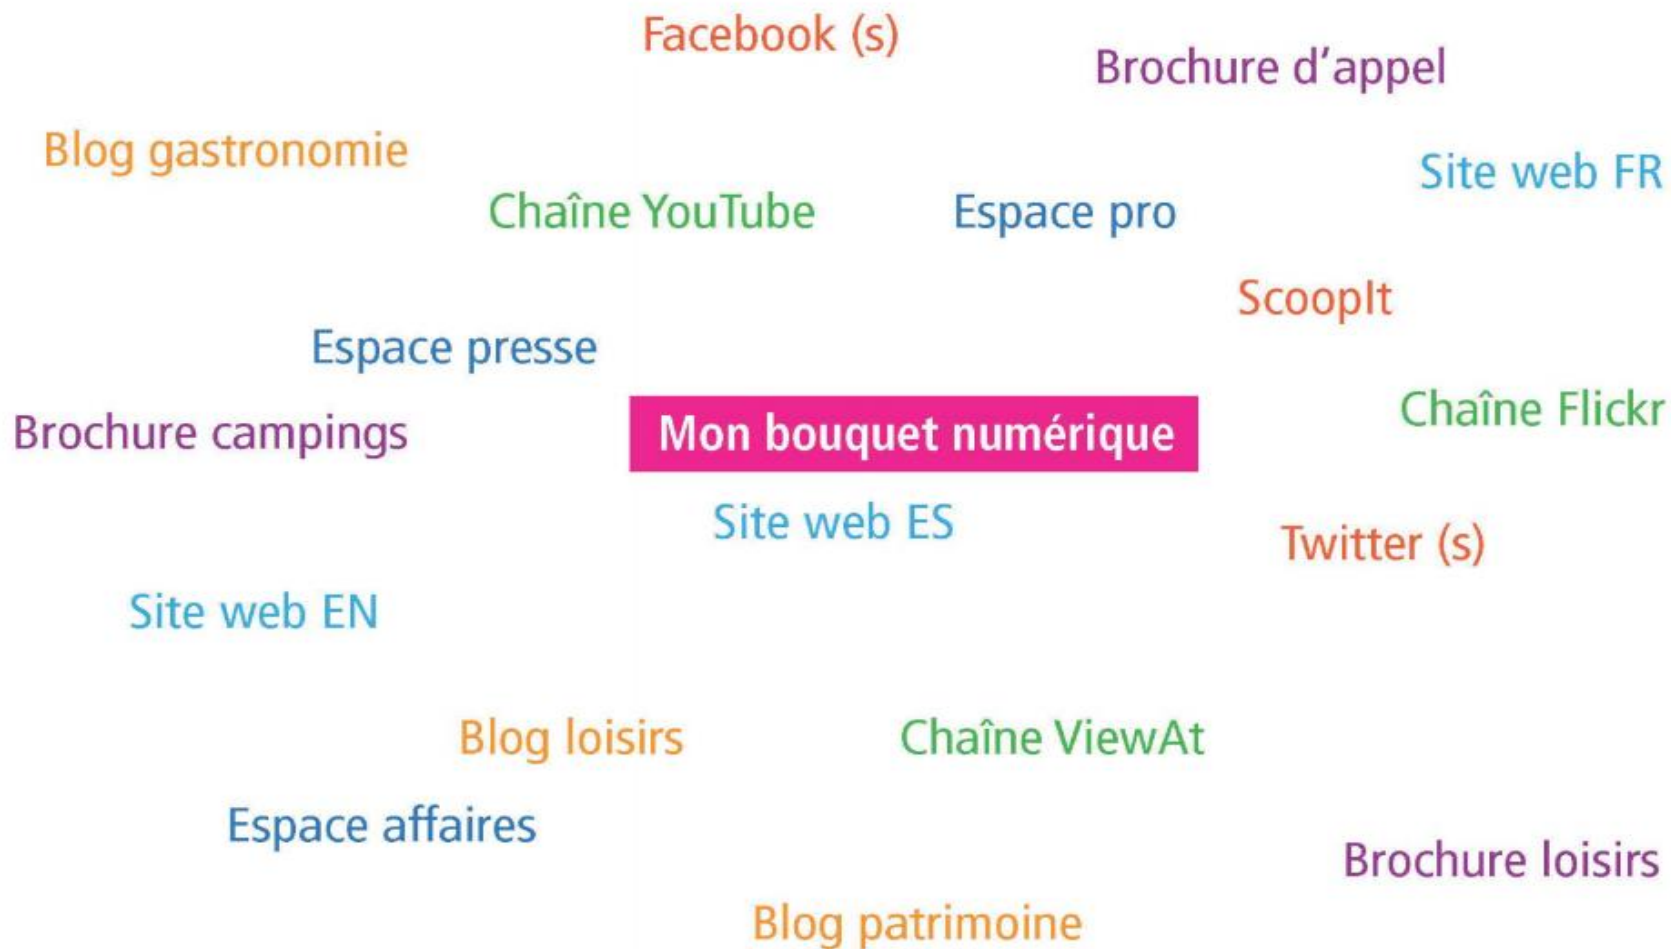 Facebook (s)
Brochure d’appel
Blog gastronomie
Site web FR
Chaîne YouTube
Espace pro
ScoopIt
Espace presse
Chaîne Flickr
Brochure campings
Mon bouquet numérique
Site web ES
Twitter (s)
Site web EN
Blog loisirs
Chaîne ViewAt
Espace affaires
Brochure loisirs
Blog patrimoine